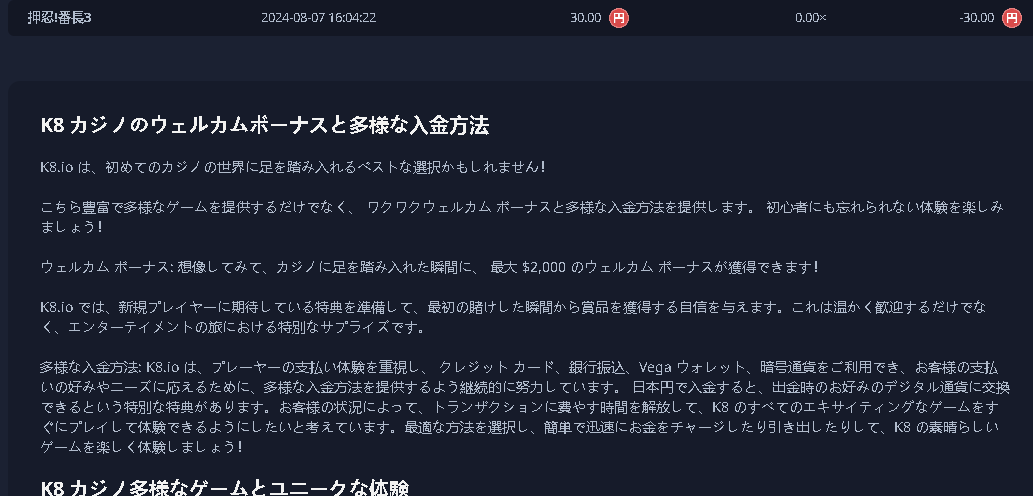 押忍!番長3 2024-08-07 16:04:22 30.00 円 0.00× -30.00 円
K8 カジノのウェルカムボーナスと多様な入金方法
K8.io は、初めてのカジノの世界に足を踏み入れるベストな選択かもしれません!
こちら豊富で多様なゲームを提供するだけでなく、 ワクワクウェルカム ボーナスと多様な入金方法を提供します。 初心者にも忘れられない体験を楽しみ
ましょう!
ウェルカム ボーナス: 想像してみて、カジノに足を踏み入れた瞬間に、 最大 $2,000 のウェルカム ボーナスが獲得できます!
K8.io では、新規プレイヤーに期待している特典を準備して、最初の賭けした瞬間から賞品を獲得する自信を与えます。これは温かく歓迎するだけでな
く、エンターテイメントの旅における特別なサプライズです。
多様な入金方法: K8.io は、プレーヤーの支払い体験を重視し、 クレジット カード、銀行振込、Vega ウォレット、暗号通貨をご利用でき、お客様の支払
いの好みやニーズに応えるために、多様な入金方法を提供するよう継続的に努力しています。 日本円で入金すると、出金時のお好みのデジタル通貨に交換
できるという特別な特典があります。お客様の状況によって、トランザクションに費やす時間を解放して、K8 のすべてのエキサイティングなゲームをす
ぐにプレイして体験できるようにしたいと考えています。最適な方法を選択し、簡単で迅速にお金をチャージしたり引き出したりして、K8 の素晴らしい
ゲームを楽しく体験しましょう!
K8 カジノ多様なゲームとユニークな体験